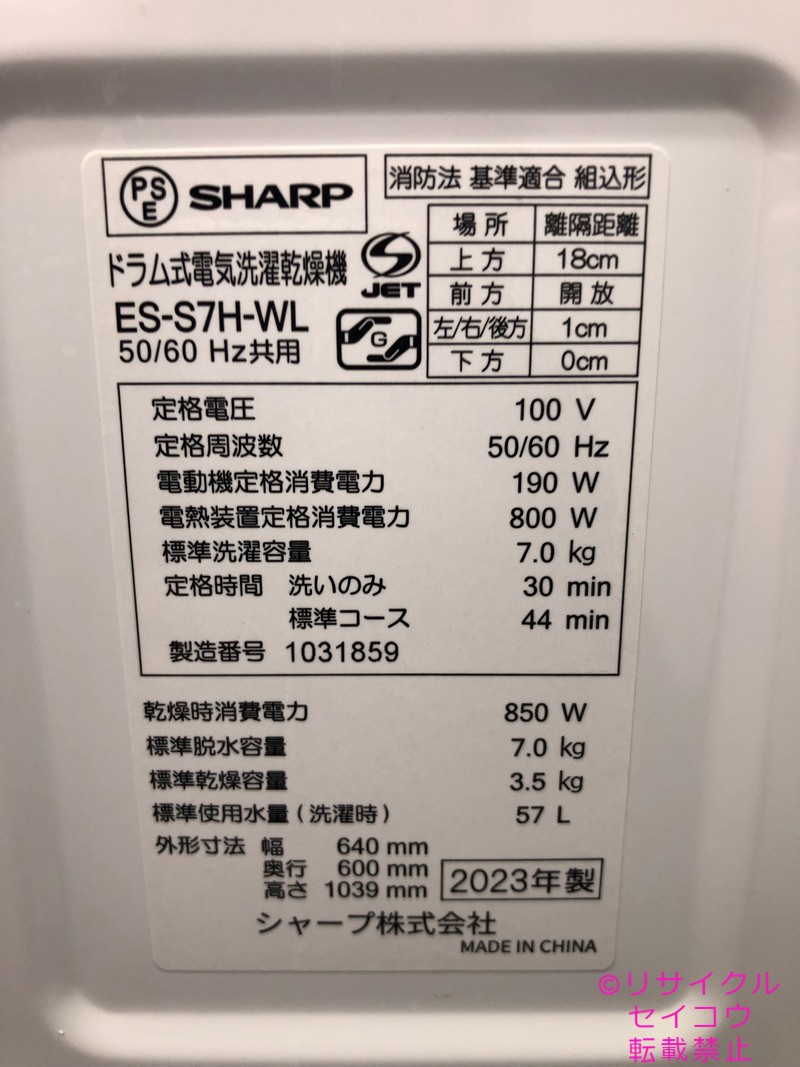 PSE SHARP
ドラム式電気洗濯乾燥機
ES-S7H-WL
50/60 Hz共用
S JET
G
消防法 基準適合 組込形
場所 離隔距離
上方 18cm
前方 開放
左/右/後方 1cm
下方 0cm
定格電圧 100 V
定格周波数 50/60 Hz
電動機定格消費電力 190 W
電熱装置定格消費電力 800 W
標準洗濯容量 7.0 kg
定格時間 洗いのみ 30 min
標準コース 44 min
製造番号 1031859
乾燥時消費電力 850 W
標準脱水容量 7.0 kg
標準乾燥容量 3.5 kg
標準使用水量(洗濯時) 57 L
外形寸法 幅 640 mm
奥行 600 mm
高さ 1039 mm
2023年製
シャープ株式会社
MADE IN CHINA
©リサイクル
セイコウ
転載禁止